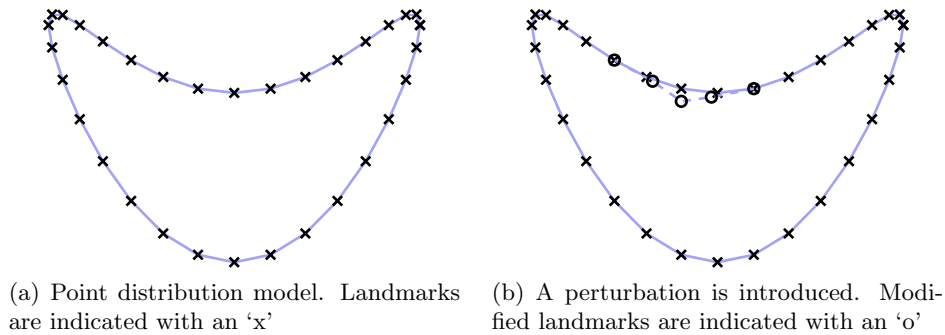 (a) Point distribution model. Landmarks
are indicated with an ‘x’
(b) A perturbation is introduced. Modi-
fied landmarks are indicated with an ‘o’